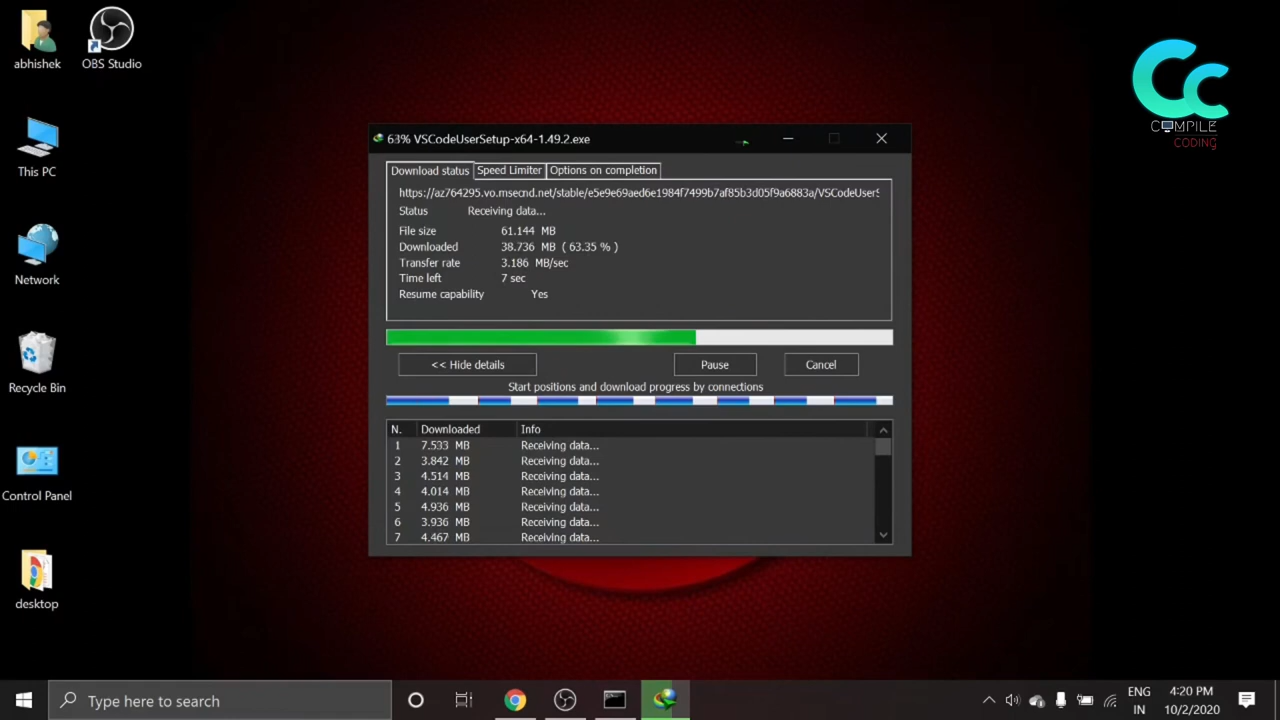 abhishek
OBS Studio
This PC
Network
Recycle Bin
Control Panel
desktop
Cc
COMPILE
CODING
63% VSCodeUserSetup-x64-1.49.2.exe
Download status
Speed Limiter
Options on completion
https://az764295.vo.msecnd.net/stable/e5e9e69aed6e1984f7499b7af85b3d05f9a6883a/VSCodeUserS
Status Receiving data...
File size 61.144 MB
Downloaded 38.736 MB ( 63.35 % )
Transfer rate 3.186 MB/sec
Time left 7 sec
Resume capability Yes
<< Hide details
Pause
Cancel
Start positions and download progress by connections
N. Downloaded Info
1 7.533 MB Receiving data...
2 3.842 MB Receiving data...
3 4.514 MB Receiving data...
4 4.014 MB Receiving data...
5 4.936 MB Receiving data...
6 3.936 MB Receiving data...
7 4.467 MB Receiving data...
Type here to search
ENG
IN
4:20 PM
10/2/2020